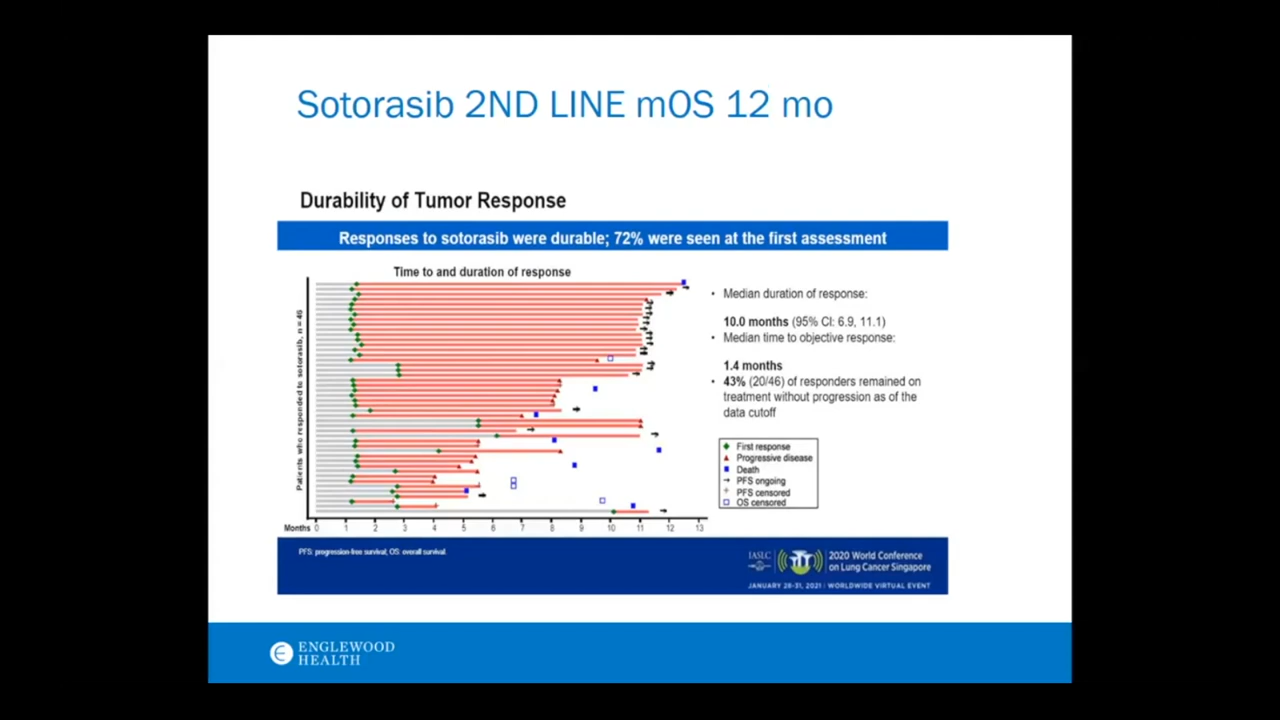 Sotorasib 2ND LINE mOS 12 mo
Durability of Tumor Response
Responses to sotorasib were durable; 72% were seen at the first assessment
Time to and duration of response
Patients who responded to sotorasib, n = 46
Months 0 1 2 3 4 5 6 7 8 9 10 11 12 13
• Median duration of response:
10.0 months (95% CI: 6.9, 11.1)
• Median time to objective response:
1.4 months
• 43% (20/46) of responders remained on
treatment without progression as of the
data cutoff
First response
Progressive disease
Death
PFS ongoing
PFS censored
OS censored
PFS: progression-free survival; OS: overall survival.
IASLC
2020 World Conference
on Lung Cancer Singapore
JANUARY 28-31, 2021 | WORLDWIDE VIRTUAL EVENT
ENGLEWOOD
HEALTH